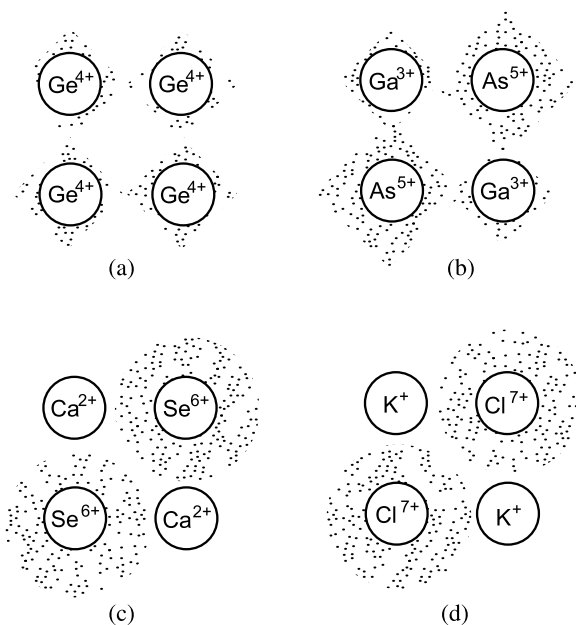 Ge⁴⁺ Ge⁴⁺ Ga³⁺ As⁵⁺
Ge⁴⁺ Ge⁴⁺ As⁵⁺ Ga³⁺
(a) (b)
Ca²⁺ Se⁶⁺ K⁺ Cl⁷⁺
Se⁶⁺ Ca²⁺ Cl⁷⁺ K⁺
(c) (d)